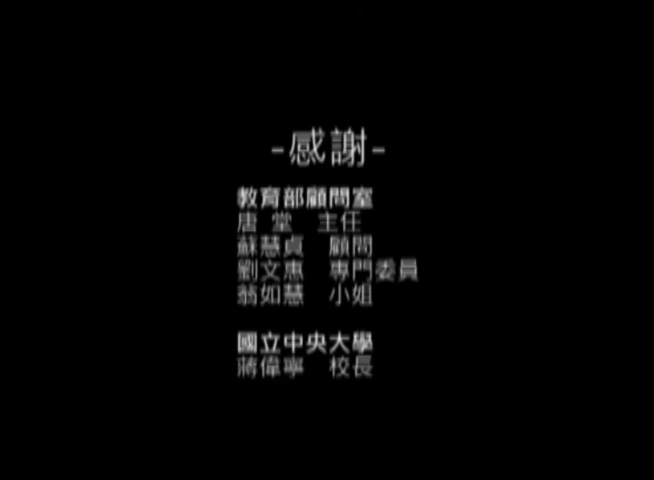 -感謝-
教育部顧問室
唐 堂 主任
蘇慧貞 顧問
劉文惠 專門委員
翁如慧 小姐
國立中央大學
蔣偉寧 校長